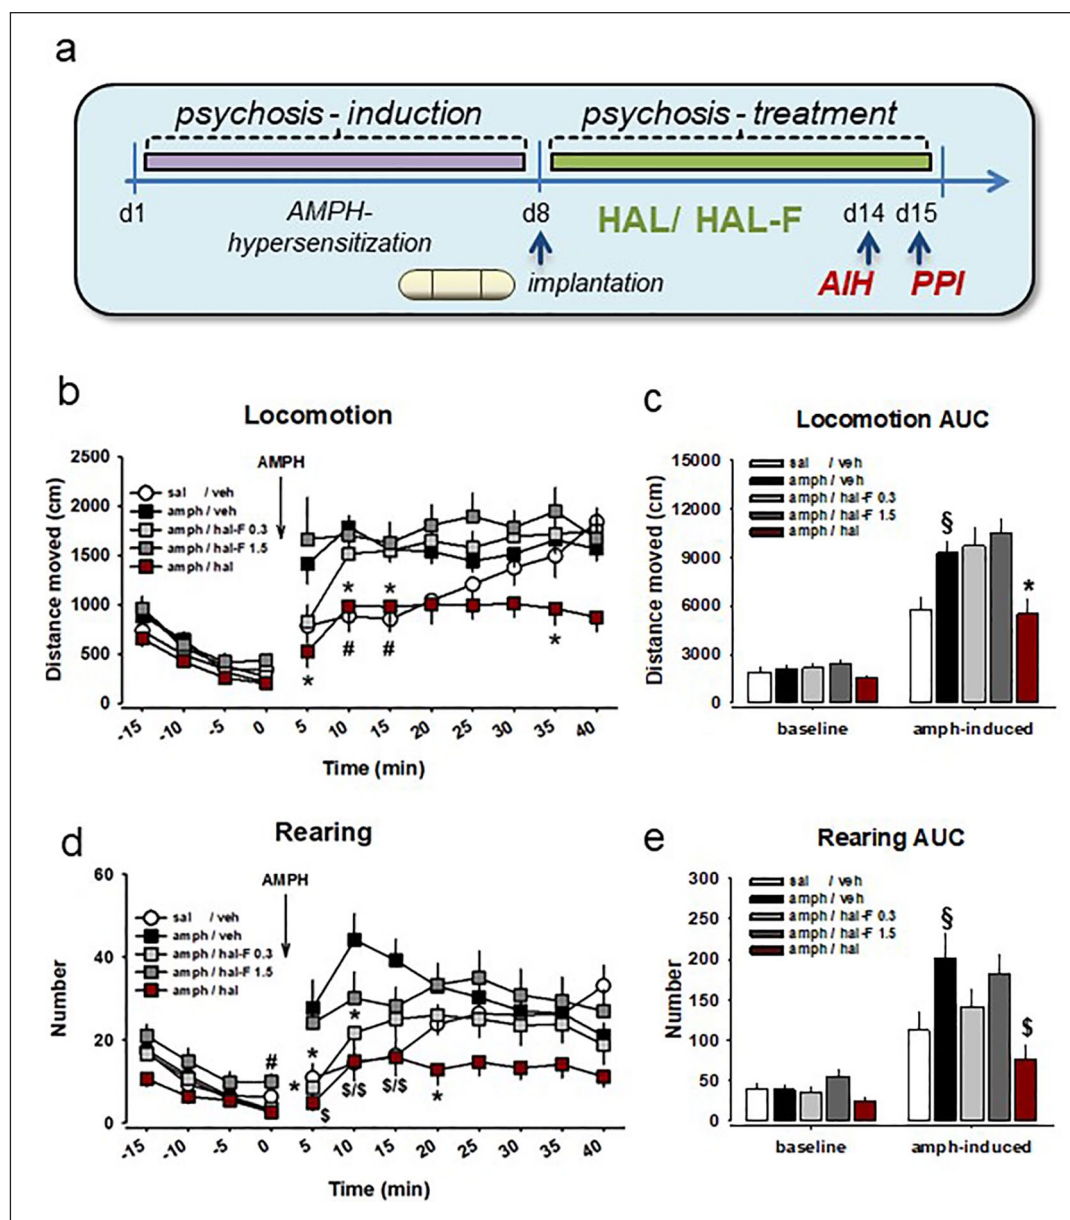 a
psychosis - induction
psychosis - treatment
d1
AMPH-
hypersensitization
d8
HAL/ HAL-F
d14
d15
implantation
AIH
PPI
b
Locomotion
Distance moved (cm)
2500
2000
1500
1000
500
0
AMPH
sal / veh
amph / veh
amph / hal-F 0.3
amph / hal-F 1.5
amph / hal
* *
# #
* *
-15 -10 -5 0 5 10 15 20 25 30 35 40
Time (min)
c
Locomotion AUC
Distance moved (cm)
15000
12000
9000
6000
3000
0
sal / veh
amph / veh
amph / hal-F 0.3
amph / hal-F 1.5
amph / hal
§
*
baseline
amph-induced
d
Rearing
Number
60
40
20
0
AMPH
sal / veh
amph / veh
amph / hal-F 0.3
amph / hal-F 1.5
amph / hal
*
# *
* $/$ $/$ *
$
-15 -10 -5 0 5 10 15 20 25 30 35 40
Time (min)
e
Rearing AUC
Number
300
250
200
150
100
50
0
sal / veh
amph / veh
amph / hal-F 0.3
amph / hal-F 1.5
amph / hal
§
$
baseline
amph-induced